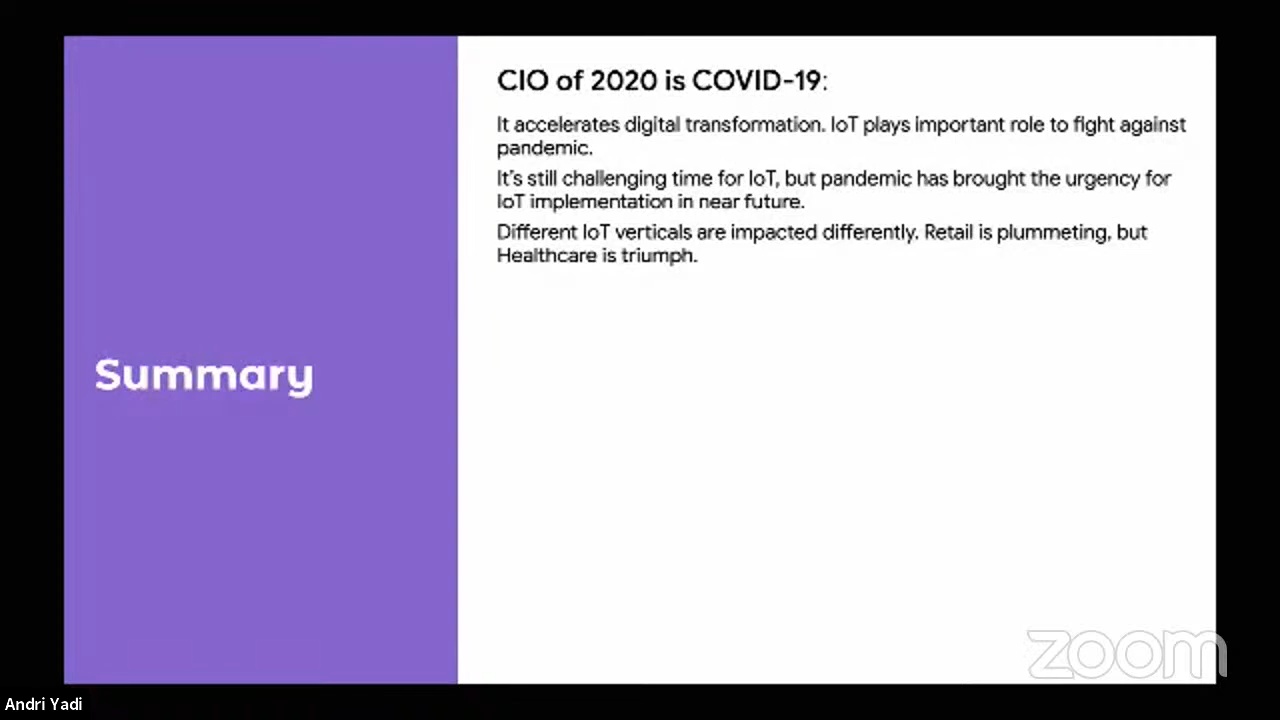 CIO of 2020 is COVID-19:
It accelerates digital transformation. IoT plays important role to fight against
pandemic.
It's still challenging time for IoT, but pandemic has brought the urgency for
IoT implementation in near future.
Different IoT verticals are impacted differently. Retail is plummeting, but
Healthcare is triumph.
Summary
zoom
Andri Yadi